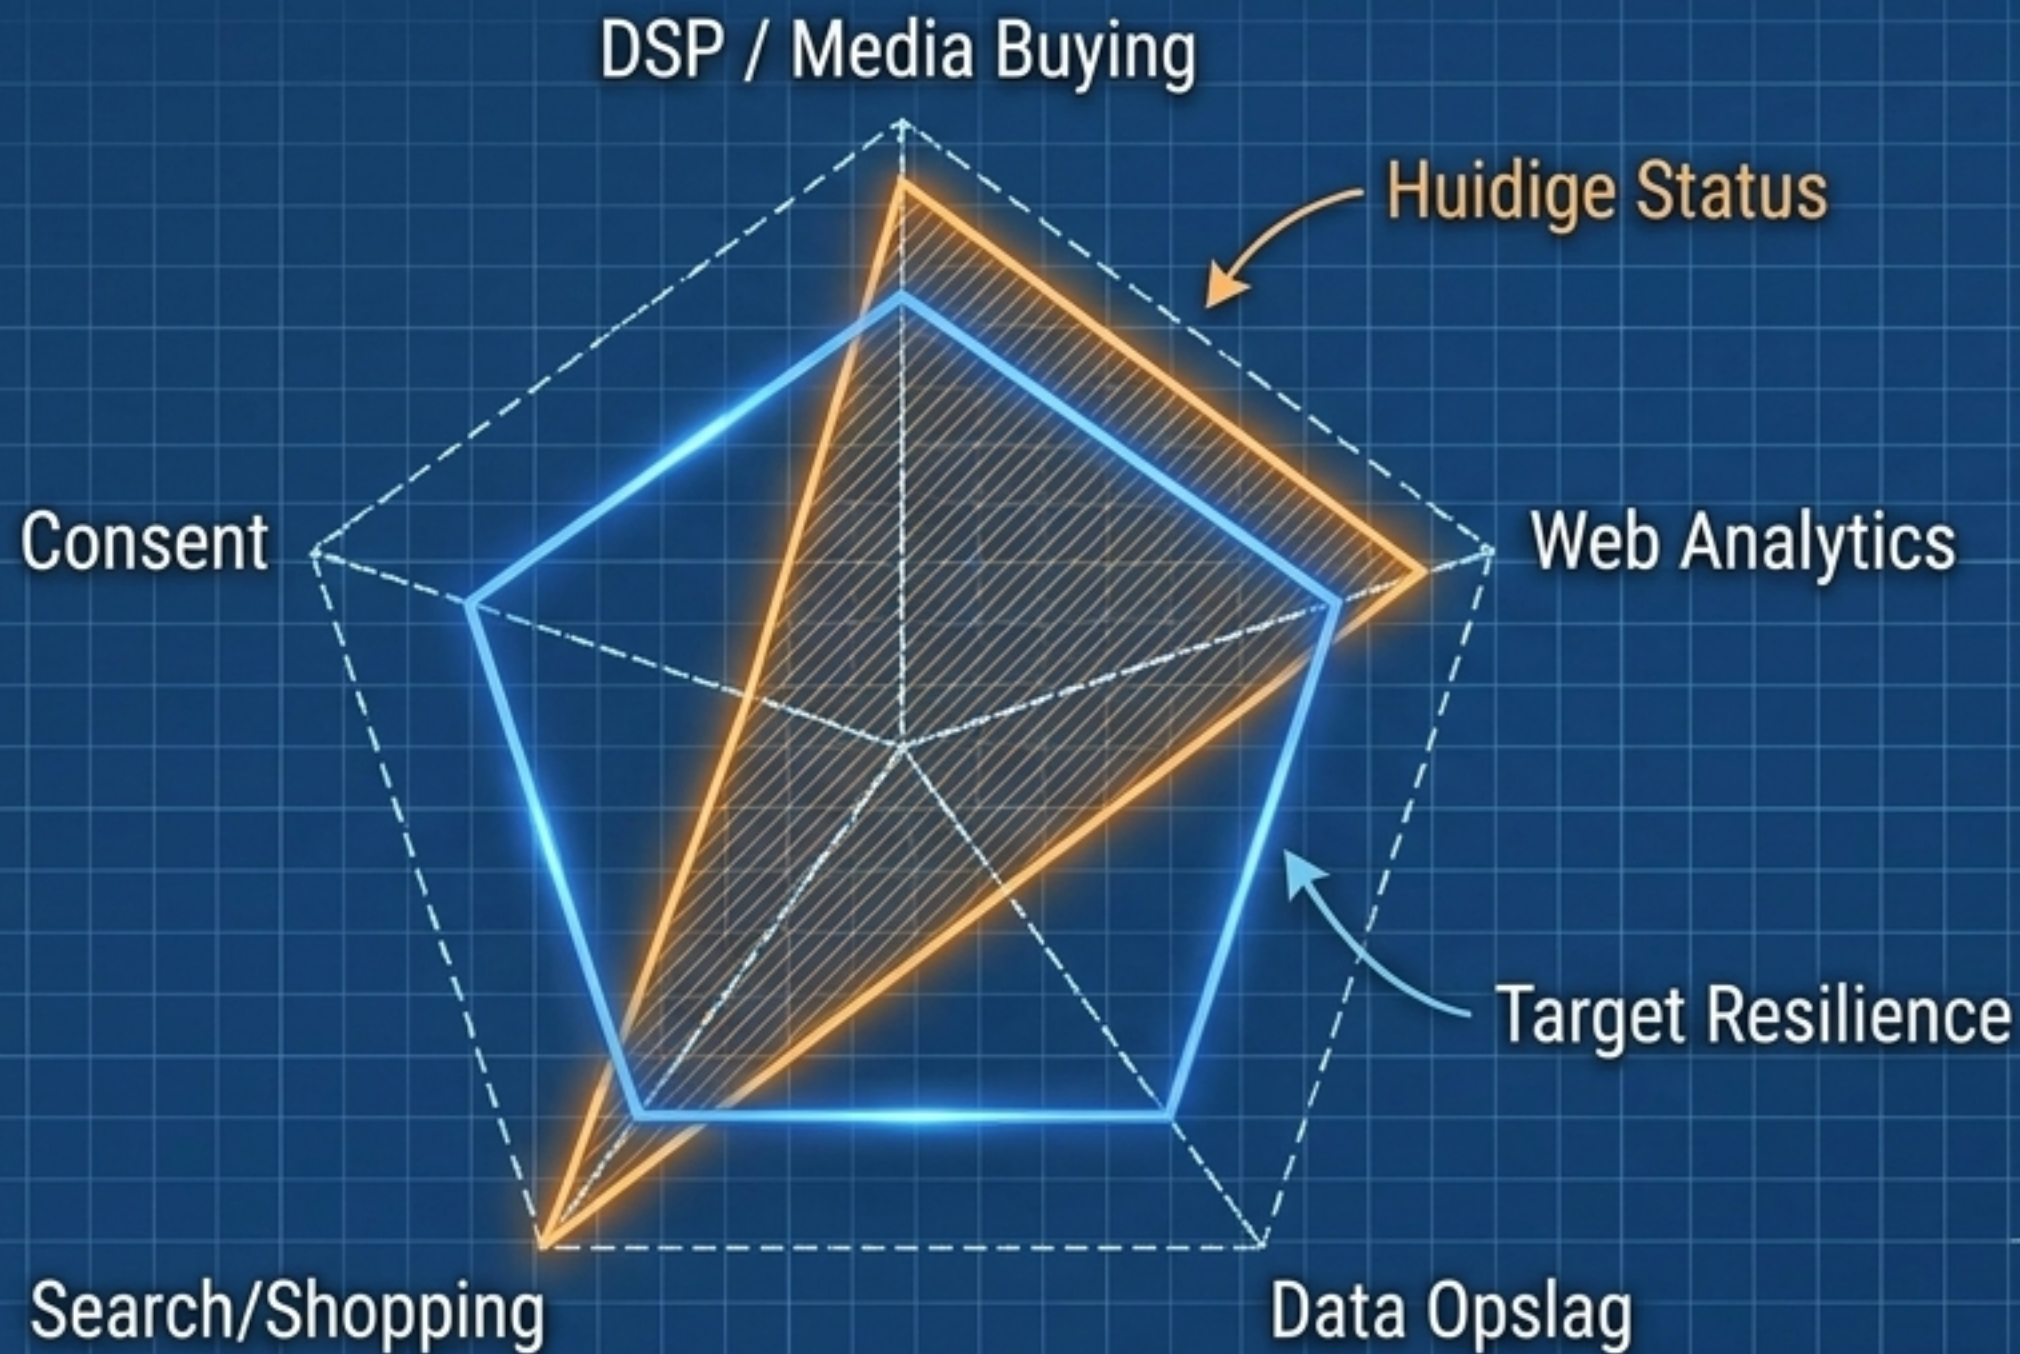 DSP / Media Buying
Huidige Status
Consent
Web Analytics
Target Resilience
Search/Shopping
Data Opslag